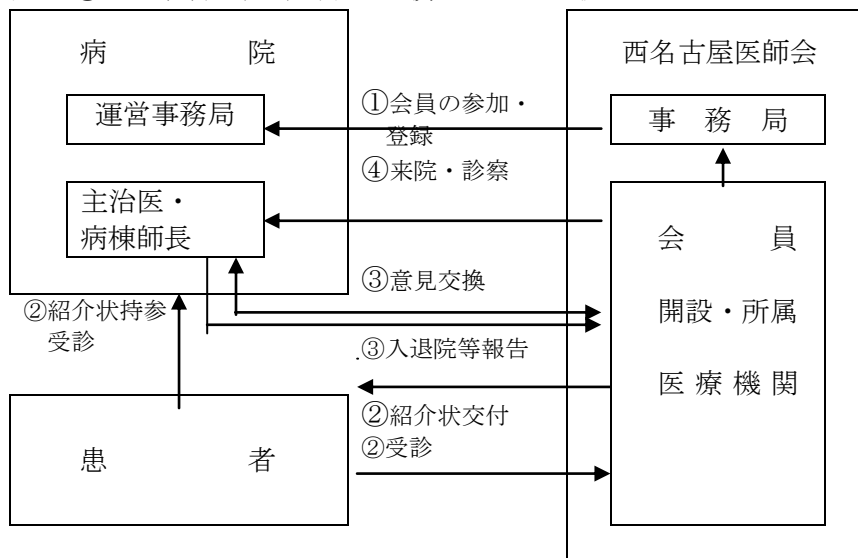 病 院
西名古屋医師会
運営事務局
①会員の参加・
登録
事 務 局
④来院・診察
主治医・
病棟師長
会 員
③意見交換
②紹介状持参
受診
開設・所属
③入退院等報告
医療機関
②紹介状交付
②受診
患 者